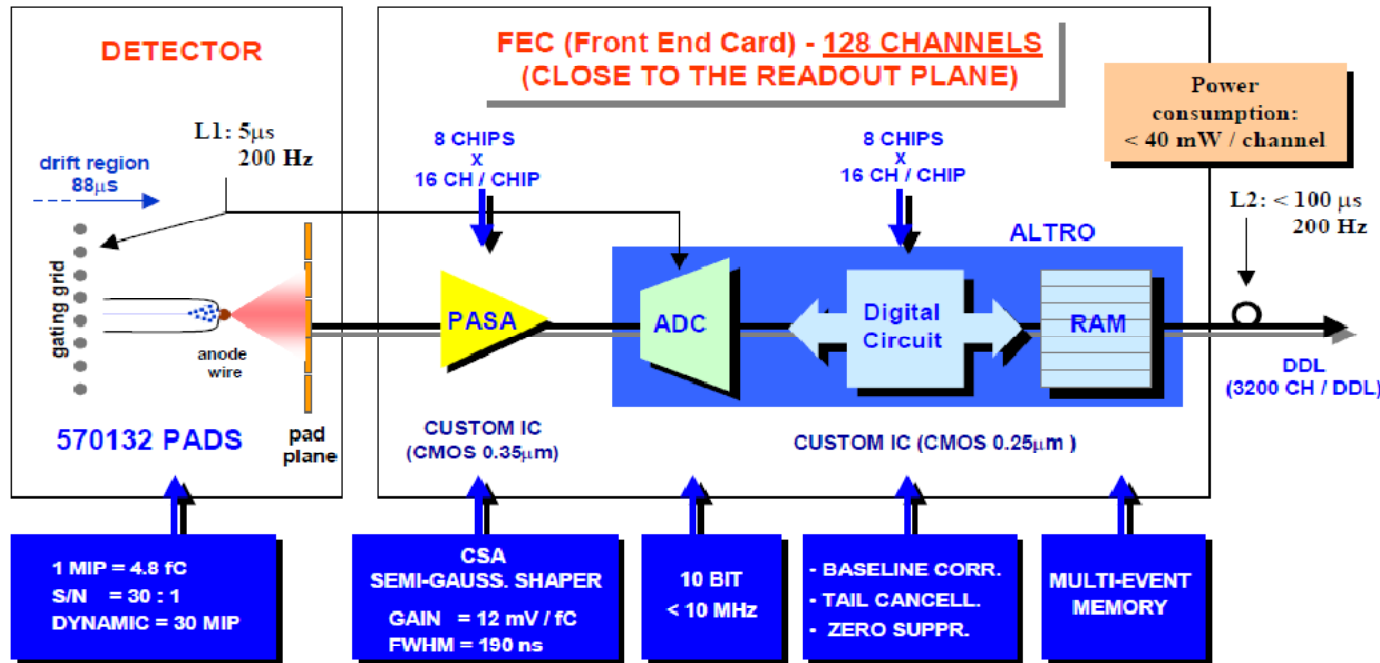 DETECTOR
L1: 5µs
200 Hz
drift region
88µs
gating grid
anode
wire
570132 PADS
pad
plane
FEC (Front End Card) - 128 CHANNELS
(CLOSE TO THE READOUT PLANE)
Power
consumption:
< 40 mW / channel
8 CHIPS
X
16 CH / CHIP
8 CHIPS
X
16 CH / CHIP
L2: < 100 µs
200 Hz
ALTRO
PASA
ADC
Digital
Circuit
RAM
DDL
(3200 CH / DDL)
CUSTOM IC
(CMOS 0.35µm)
CUSTOM IC (CMOS 0.25µm )
1 MIP = 4.8 fC
S/N = 30 : 1
DYNAMIC = 30 MIP
CSA
SEMI-GAUSS. SHAPER
GAIN = 12 mV / fC
FWHM = 190 ns
10 BIT
< 10 MHz
- BASELINE CORR.
- TAIL CANCELL.
- ZERO SUPPR.
MULTI-EVENT
MEMORY